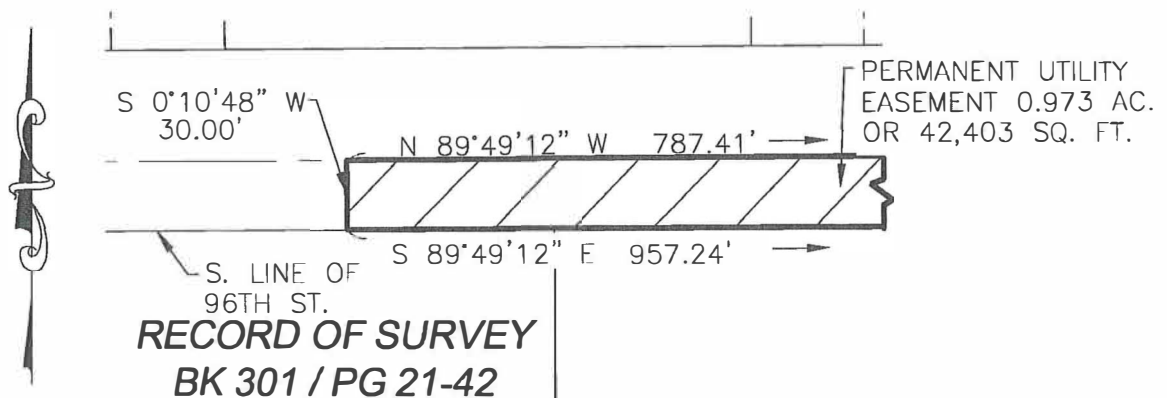 S 0°10'48" W
30.00'
N 89°49'12" W 787.41'
PERMANENT UTILITY
EASEMENT 0.973 AC.
OR 42,403 SQ. FT.
S 89°49'12" E 957.24'
S. LINE OF
96TH ST.
RECORD OF SURVEY
BK 301 / PG 21-42